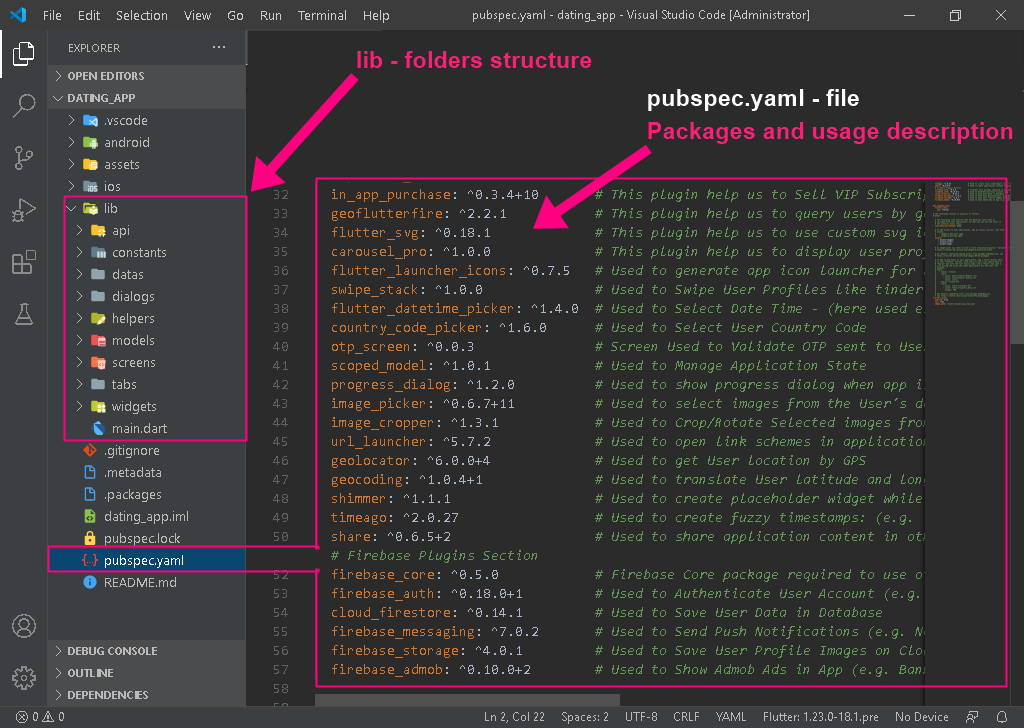 File Edit Selection View Go Run Terminal Help pubspec.yaml - dating_app - Visual Studio Code [Administrator]
EXPLORER
OPEN EDITORS
DATING_APP
.vscode
android
assets
ios
lib
api
constants
datas
dialogs
helpers
models
screens
tabs
widgets
main.dart
.gitignore
.metadata
.packages
dating_app.iml
pubspec.lock
pubspec.yaml
README.md
DEBUG CONSOLE
OUTLINE
DEPENDENCIES
lib - folders structure
pubspec.yaml - file
Packages and usage description
32 in_app_purchase: ^0.3.4+10 # This plugin help us to Sell VIP Subscri
33 geoflutterfire: ^2.2.1 # This plugin help us to query users by g
34 flutter_svg: ^0.18.1 # This plugin help us to use custom svg i
35 carousel_pro: ^1.0.0 # This plugin help us to display user pro
36 flutter_launcher_icons: ^0.7.5 # Used to generate app icon launcher for
37 swipe_stack: ^1.0.0 # Used to Swipe User Profiles like tinder
38 flutter_datetime_picker: ^1.4.0 # Used to Select Date Time - (here used
39 country_code_picker: ^1.6.0 # Used to Select User Country Code
40 otp_screen: ^0.0.3 # Screen Used to Validate OTP sent to Use
41 scoped_model: ^1.0.1 # Used to Manage Application State
42 progress_dialog: ^1.2.0 # Used to show progress dialog when app i
43 image_picker: ^0.6.7+11 # Used to select images from the User's d
44 image_cropper: ^1.3.1 # Used to Crop/Rotate Selected images fro
45 url_launcher: ^5.7.2 # Used to open link schemes in applicatio
46 geolocator: ^6.0.0+4 # Used to get User Location by GPS
47 geocoding: ^1.0.4+1 # Used to translate User latitude and lon
48 shimmer: ^1.1.1 # Used to create placeholder widget while
49 timeago: ^2.0.27 # Used to create fuzzy timestamps: (e.g.
50 share: ^0.6.5+2 # Used to share application content in ot
# Firebase Plugins Section
52 firebase_core: ^0.5.0 # Firebase Core package required to use o
53 firebase_auth: ^0.18.0+1 # Used to Authenticate User Account (e.g.
54 cloud_firestore: ^0.14.1 # Used to Save User Data in Database
55 firebase_messaging: ^7.0.2 # Used to Send Push Notifications (e.g. N
56 firebase_storage: ^4.0.1 # Used to Save User Profile Images on Clo
57 firebase_admob: ^0.10.0+2 # Used to Show Admob Ads in App (e.g. Ban
58
0 0 Ln 2, Col 22 Spaces: 2 UTF-8 CRLF YAML Flutter: 1.23.0-18.1.pre No Device